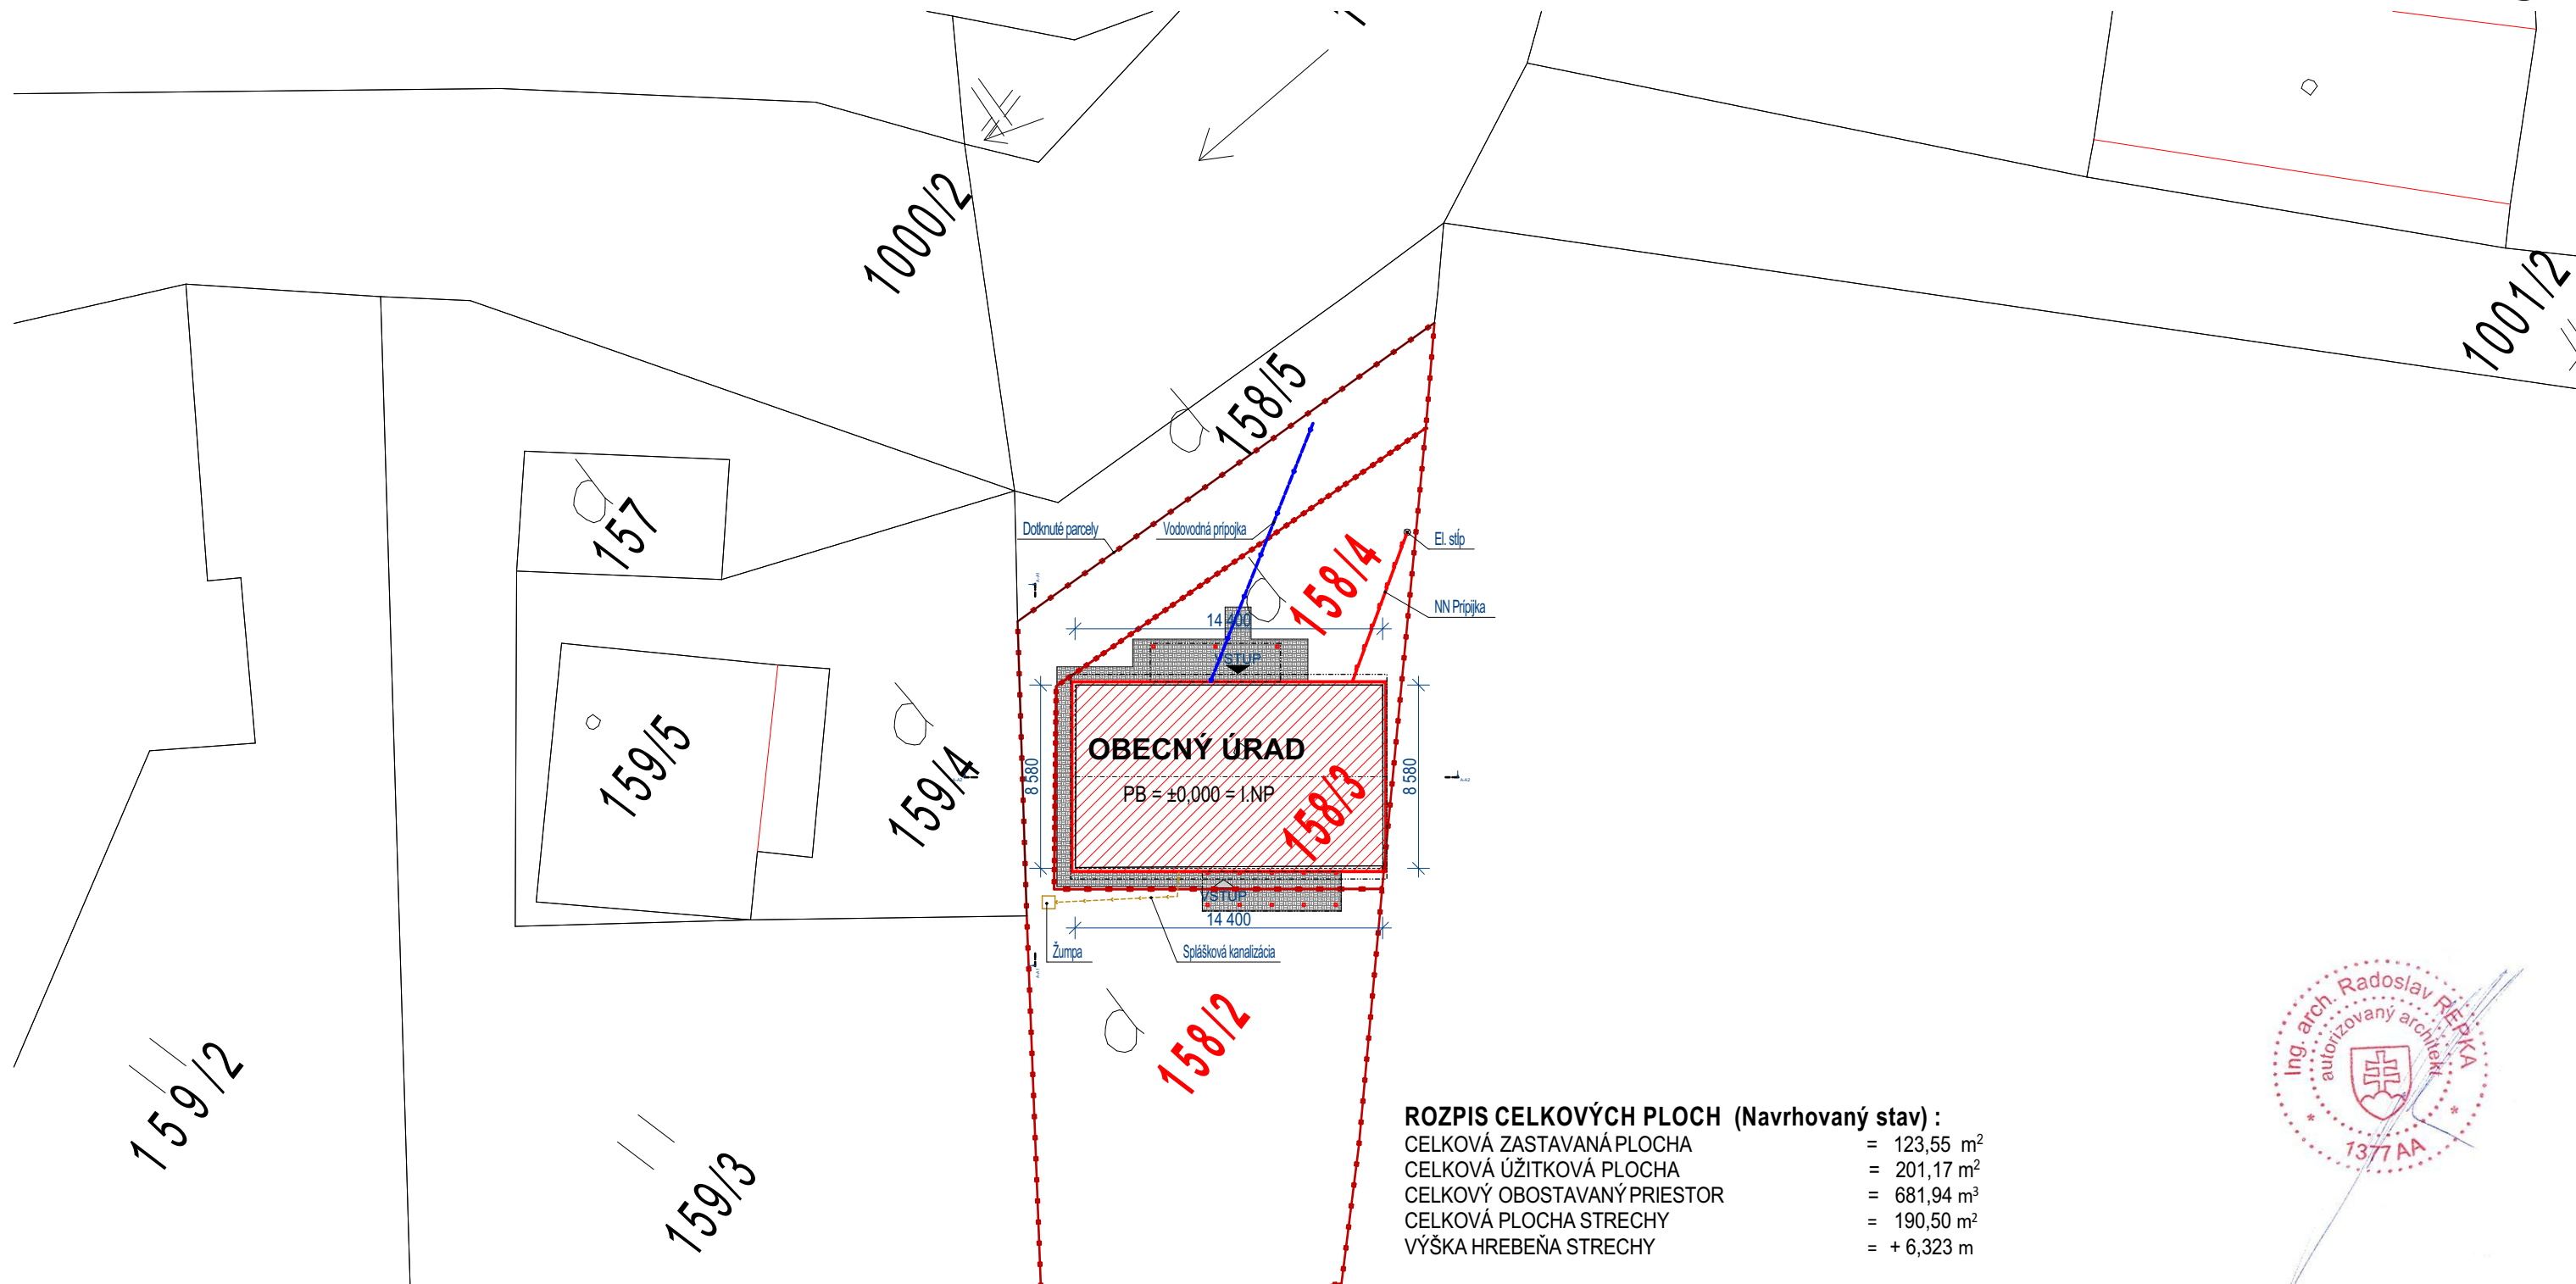 1000/2
1001/2
158/5
157
Dotknuté parcely
Vodovodná prípojka
El. stĺp
158/4
NN Prípijka
14 400
VSTUP
159/5
159/4
OBECNÝ ÚRAD
8 580
8 580
PB = ±0,000 = I.NP
158/3
VSTUP
14 400
Žumpa
Splášková kanalizácia
158/2
159/2
159/3
ROZPIS CELKOVÝCH PLOCH (Navrhovaný stav) :
CELKOVÁ ZASTAVANÁ PLOCHA = 123,55 m²
CELKOVÁ ÚŽITKOVÁ PLOCHA = 201,17 m²
CELKOVÝ OBOSTAVANÝ PRIESTOR = 681,94 m³
CELKOVÁ PLOCHA STRECHY = 190,50 m²
VÝŠKA HREBEŇA STRECHY = + 6,323 m
Ing. arch. Radoslav REPKA
autorizovaný architekt
* 1377 AA *